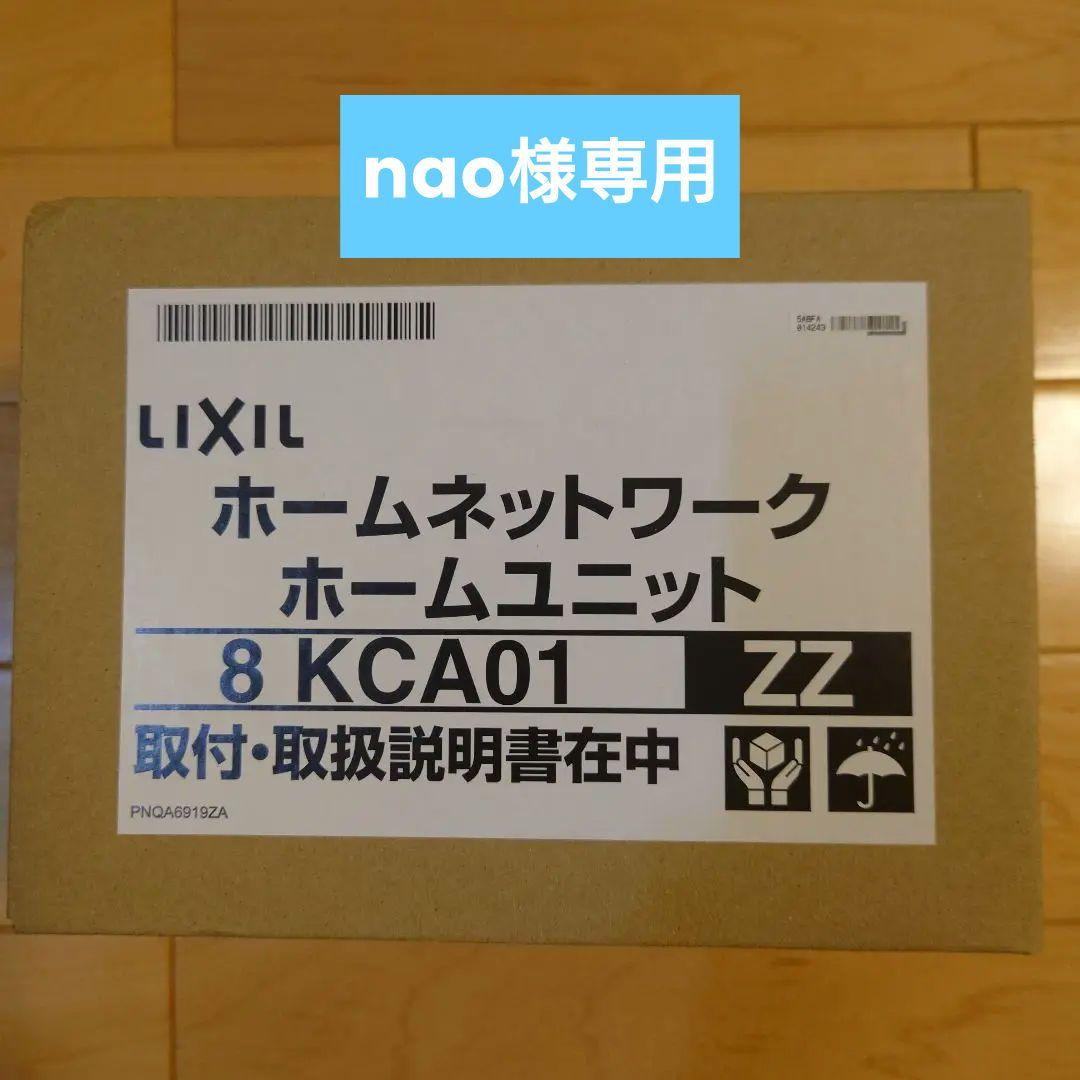 nao様専用
5ABFA
014243
LIXIL
ホームネットワーク
ホームユニット
8 KCA01 ZZ
取付・取扱説明書在中
PNQA6919ZA